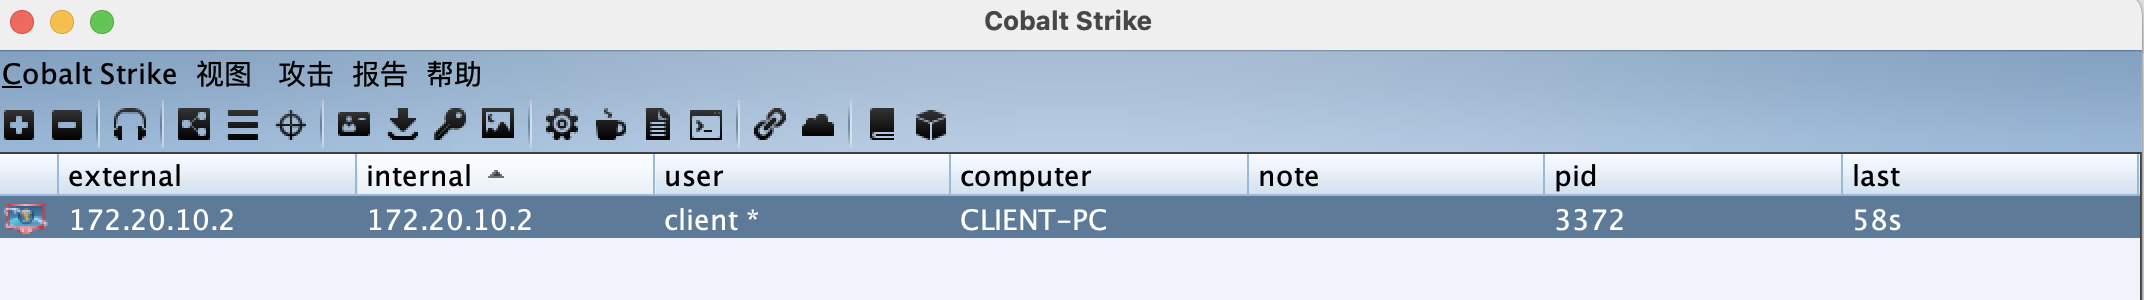 Cobalt Strike
Cobalt Strike 视图 攻击 报告 帮助
external internal user computer note pid last
172.20.10.2 172.20.10.2 client * CLIENT-PC 3372 58s